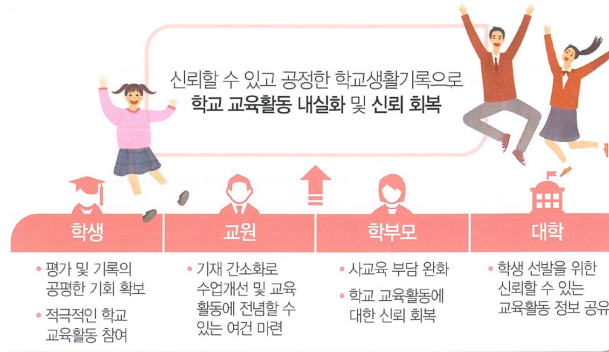 신뢰할 수 있고 공정한 학교생활기록으로
학교 교육활동 내실화 및 신뢰 회복
학생
• 평가 및 기록의
공평한 기회 확보
• 적극적인 학교
교육활동 참여
교원
• 기재 간소화로
수업개선 및 교육
활동에 전념할 수
있는 여건 마련
학부모
• 사교육 부담 완화
• 학교 교육활동에
대한 신뢰 회복
대학
• 학생 선발을 위한
신뢰할 수 있는
교육활동 정보 공유